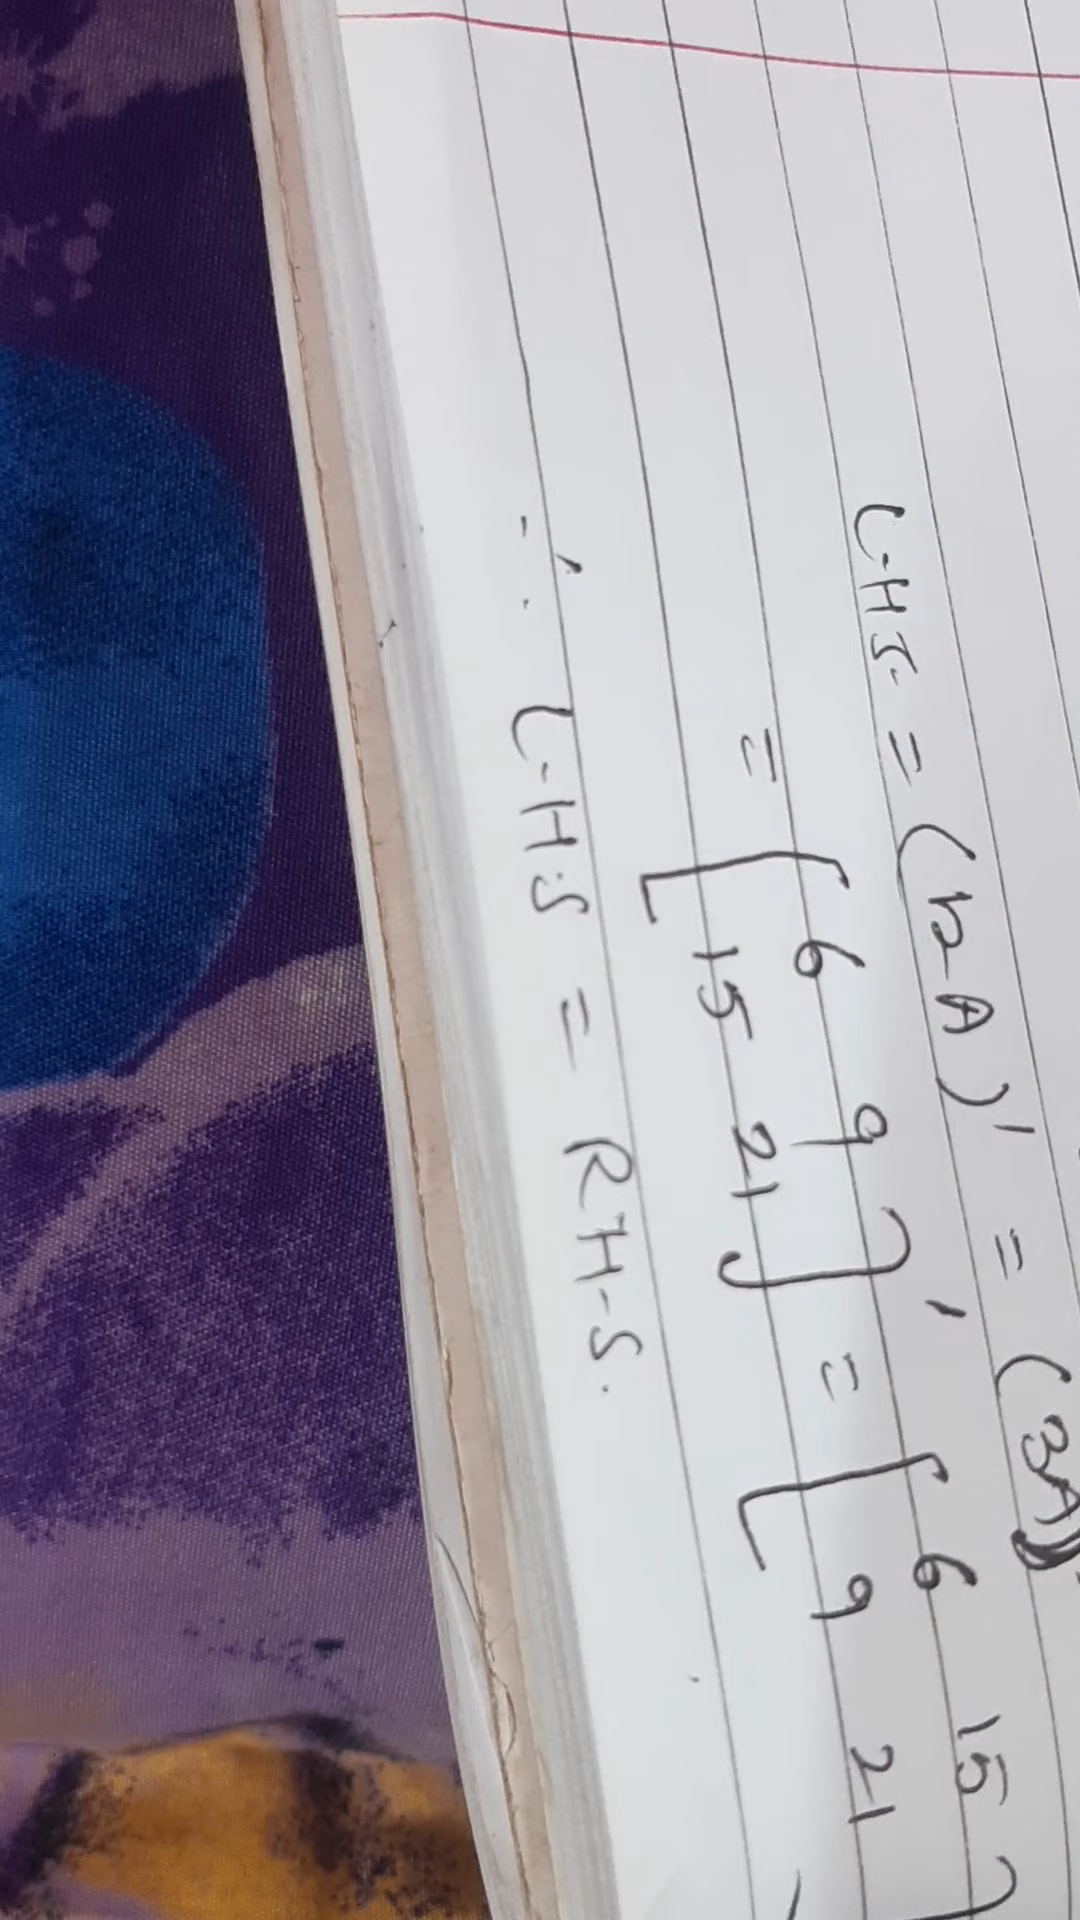 L.H.S. = (kA)' = (3A)'
= [ 6 9
15 21 ]' = [ 6 15
9 21 ]
∴ L.H.S = R.H.S.